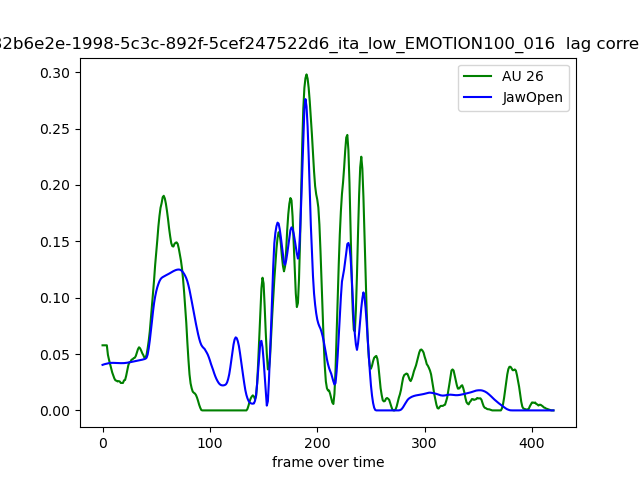 32b6e2e-1998-5c3c-892f-5cef247522d6_ita_low_EMOTION100_016 lag corre
AU 26
JawOpen
0.30
0.25
0.20
0.15
0.10
0.05
0.00
0 100 200 300 400
frame over time